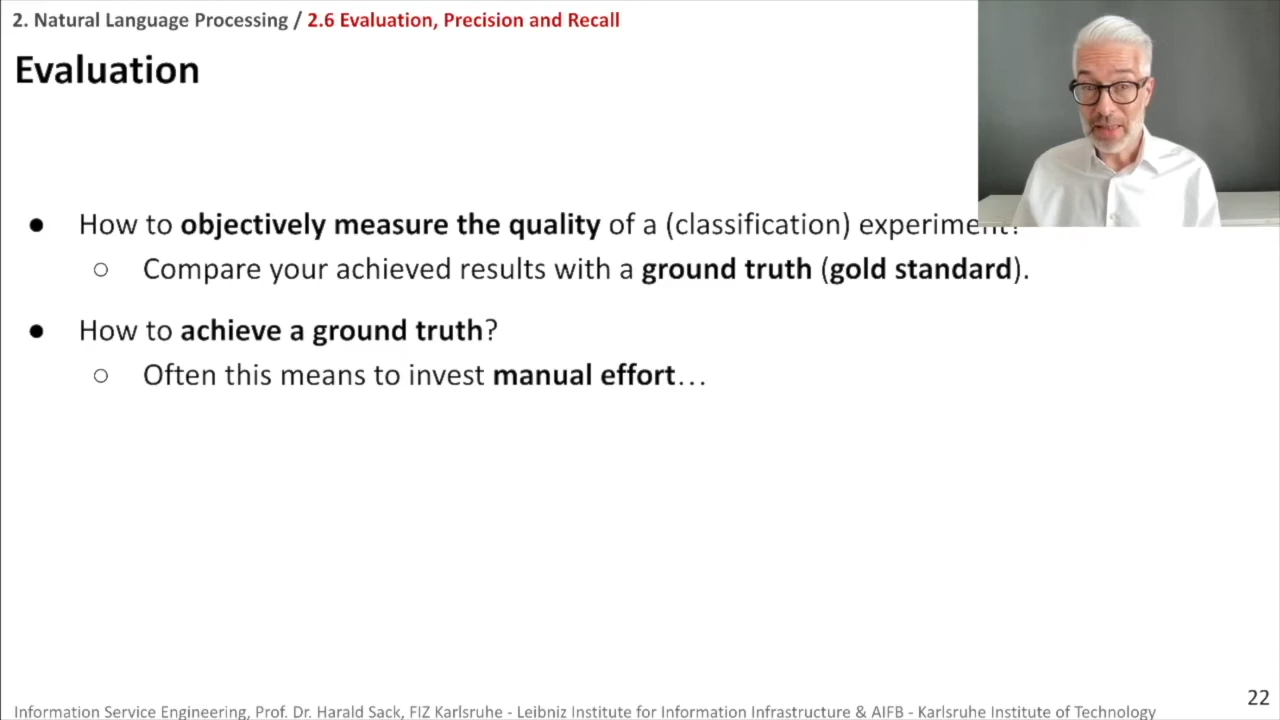 2. Natural Language Processing / 2.6 Evaluation, Precision and Recall
Evaluation
● How to objectively measure the quality of a (classification) experiment?
○ Compare your achieved results with a ground truth (gold standard).
● How to achieve a ground truth?
○ Often this means to invest manual effort…
22
Information Service Engineering, Prof. Dr. Harald Sack, FIZ Karlsruhe - Leibniz Institute for Information Infrastructure & AIFB - Karlsruhe Institute of Technology